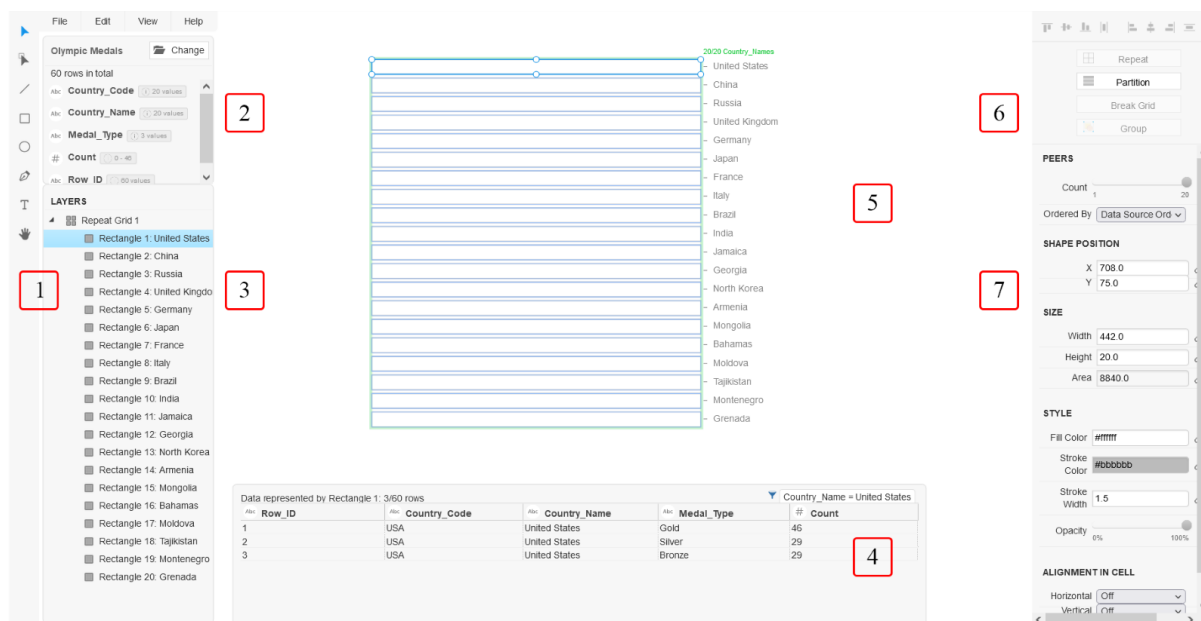 File Edit View Help
Olympic Medals Change
60 rows in total
Abc Country_Code 20 values
Abc Country_Name 20 values
Abc Medal_Type 3 values
# Count 0 - 46
Abc Row_ID 60 values
LAYERS
Repeat Grid 1
Rectangle 1: United States
Rectangle 2: China
Rectangle 3: Russia
Rectangle 4: United Kingdo
Rectangle 5: Germany
Rectangle 6: Japan
Rectangle 7: France
Rectangle 8: Italy
Rectangle 9: Brazil
Rectangle 10: India
Rectangle 11: Jamaica
Rectangle 12: Georgia
Rectangle 13: North Korea
Rectangle 14: Armenia
Rectangle 15: Mongolia
Rectangle 16: Bahamas
Rectangle 17: Moldova
Rectangle 18: Tajikistan
Rectangle 19: Montenegro
Rectangle 20: Grenada
T
1
2
3
20/20 Country_Names
United States
China
Russia
United Kingdom
Germany
Japan
France
Italy
Brazil
India
Jamaica
Georgia
North Korea
Armenia
Mongolia
Bahamas
Moldova
Tajikistan
Montenegro
Grenada
5
Data represented by Rectangle 1: 3/60 rows Country_Name = United States
Abc Row_ID Abc Country_Code Abc Country_Name Abc Medal_Type # Count
1 USA United States Gold 46
2 USA United States Silver 29
3 USA United States Bronze 29
4
6
7
Repeat
Partition
Break Grid
Group
PEERS
Count 1 20
Ordered By Data Source Ord
SHAPE POSITION
X 708.0
Y 75.0
SIZE
Width 442.0
Height 20.0
Area 8840.0
STYLE
Fill Color #ffffff
Stroke Color #bbbbbb
Stroke Width 1.5
Opacity 0% 100%
ALIGNMENT IN CELL
Horizontal Off
Vertical Off